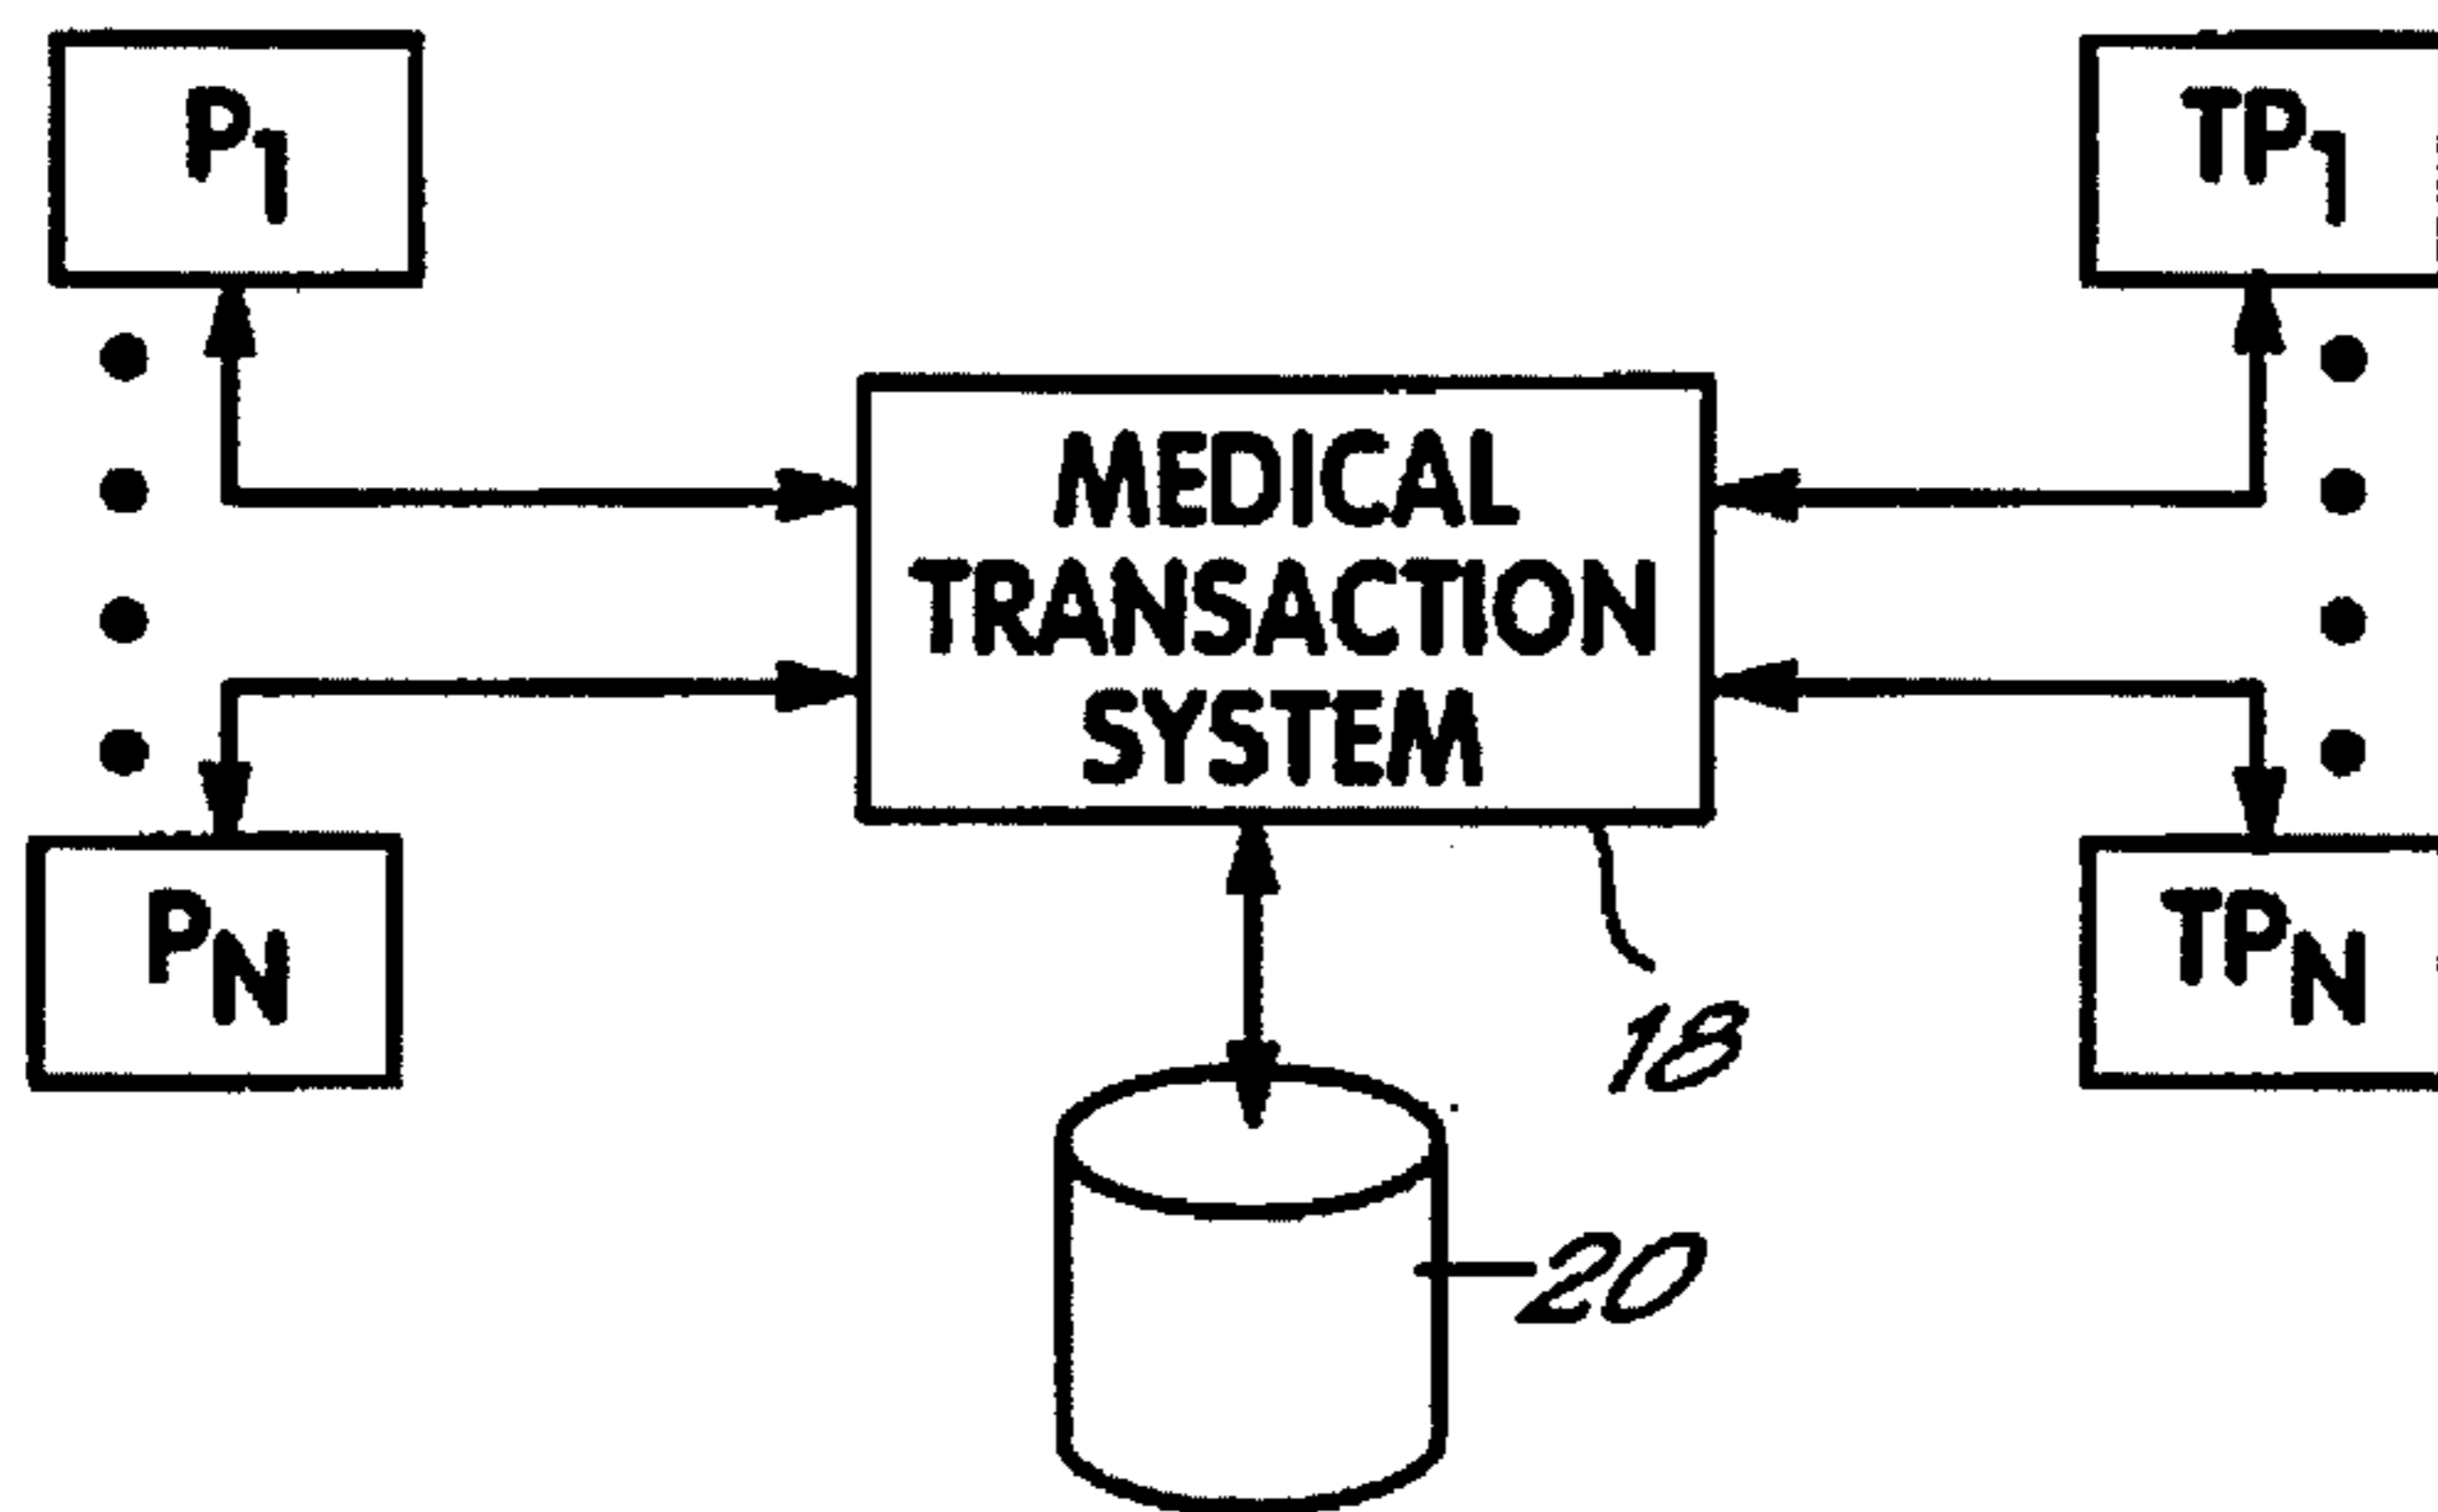 P1
TP1
MEDICAL
TRANSACTION
SYSTEM
PN
TPN
18
20